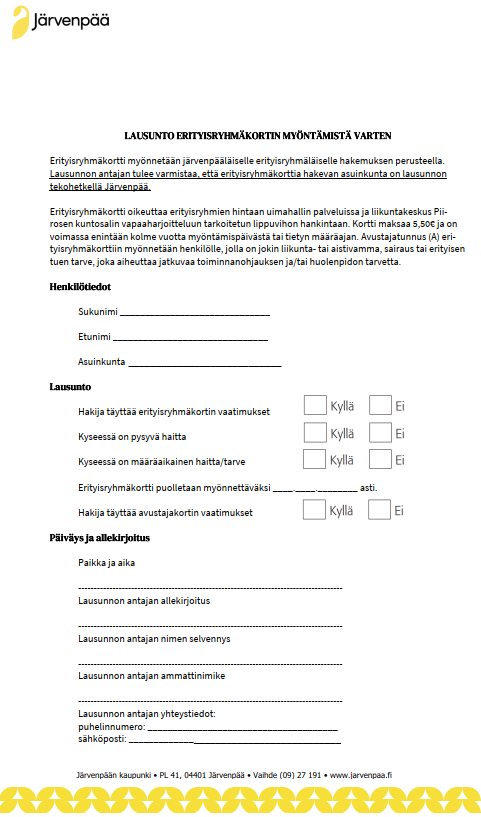 Järvenpää
LAUSUNTO ERITYISRYHMÄKORTIN MYÖNTÄMISTÄ VARTEN
Erityisryhmäkortti myönnetään järvenpääläiselle erityisryhmäläiselle hakemuksen perusteella.
Lausunnon antajan tulee varmistaa, että erityisryhmäkorttia hakevan asuinkunta on lausunnon
tekohetkellä Järvenpää.
Erityisryhmäkortti oikeuttaa erityisryhmien hintaan uimahallin palveluissa ja liikuntakeskus Pii-
rosen kuntosalin vapaaharjoitteluun tarkoitetun lippuvihon hankintaan. Kortti maksaa 5,50€ ja on
voimassa enintään kolme vuotta myöntämispäivästä tai tietyn määräajan. Avustajatunnus (A) eri-
tyisryhmäkorttiin myönnetään henkilölle, jolla on jokin liikunta- tai aistivamma, sairaus tai erityisen
tuen tarve, joka aiheuttaa jatkuvaa toiminnanohjauksen ja/tai huolenpidon tarvetta.
Henkilötiedot
Sukunimi ______________________________
Etunimi _______________________________
Asuinkunta _______________________________
Lausunto
Hakija täyttää erityisryhmäkortin vaatimukset Kyllä Ei
Kyseessä on pysyvä haitta Kyllä Ei
Kyseessä on määräaikainen haitta/tarve Kyllä Ei
Erityisryhmäkortti puolletaan myönnettäväksi ____.____.________ asti.
Hakija täyttää avustajakortin vaatimukset Kyllä Ei
Päiväys ja allekirjoitus
Paikka ja aika
--------------------------------------------------------------------------------------
Lausunnon antajan allekirjoitus
--------------------------------------------------------------------------------------
Lausunnon antajan nimen selvennys
--------------------------------------------------------------------------------------
Lausunnon antajan ammattinimike
--------------------------------------------------------------------------------------
Lausunnon antajan yhteystiedot:
puhelinnumero: ______________________________________
sähköposti: ___________________________________________
Järvenpään kaupunki • PL 41, 04401 Järvenpää • Vaihde (09) 27 191 • www.jarvenpaa.fi